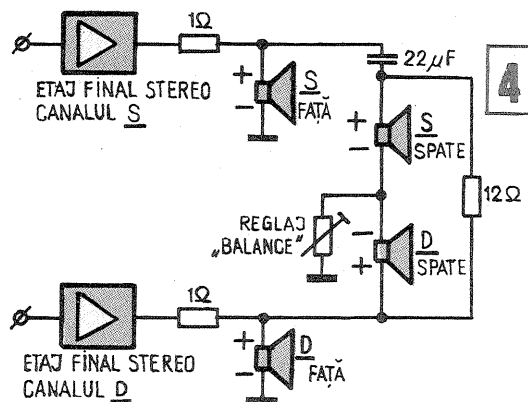 1Ω
22µF
4
ETAJ FINAL STEREO
CANALUL S
+
-
S
FAȚĂ
+
-
S
SPATE
12Ω
REGLAJ
„BALANCE"
-
+
D
SPATE
1Ω
ETAJ FINAL STEREO
CANALUL D
+
-
D
FAȚĂ